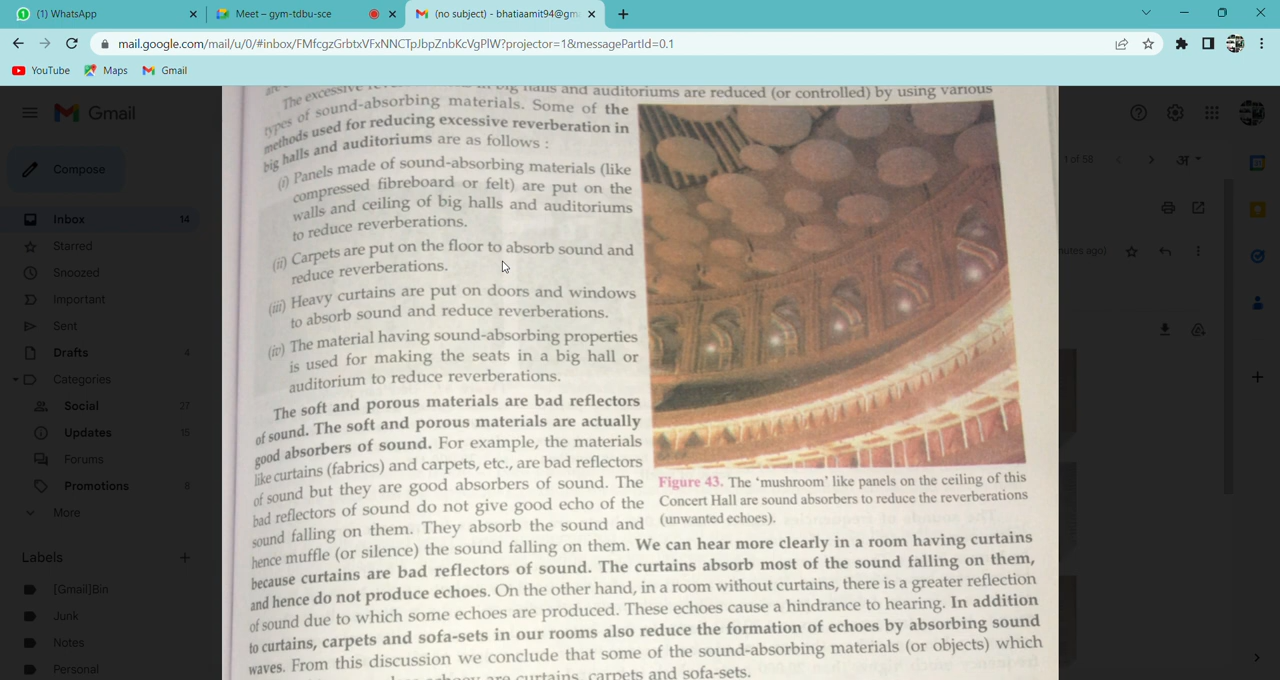 (1) WhatsApp
Meet – gym-tdbu-sce
(no subject) - bhatiaamit94@gm
mail.google.com/mail/u/0/#inbox/FMfcgzGrbtxVFxNNCTpJbpZnbKcVgPlW?projector=1&messagePartId=0.1
YouTube Maps Gmail
Gmail
Compose
Inbox 14
Starred
Snoozed
Important
Sent
Drafts 4
Categories
Social 27
Updates 15
Forums
Promotions 8
More
Labels
[Gmail]Bin
Junk
Notes
Personal
1 of 58
अ
nutes ago)
The excessive halls and auditoriums are reduced (or controlled) by using various
types of sound-absorbing materials. Some of the
methods used for reducing excessive reverberation in
big halls and auditoriums are as follows :
(i) Panels made of sound-absorbing materials (like
compressed fibreboard or felt) are put on the
walls and ceiling of big halls and auditoriums
to reduce reverberations.
(ii) Carpets are put on the floor to absorb sound and
reduce reverberations.
(iii) Heavy curtains are put on doors and windows
to absorb sound and reduce reverberations.
(iv) The material having sound-absorbing properties
is used for making the seats in a big hall or
auditorium to reduce reverberations.
The soft and porous materials are bad reflectors
of sound. The soft and porous materials are actually
good absorbers of sound. For example, the materials
like curtains (fabrics) and carpets, etc., are bad reflectors
of sound but they are good absorbers of sound. The
bad reflectors of sound do not give good echo of the
sound falling on them. They absorb the sound and
Figure 43. The ‘mushroom’ like panels on the ceiling of this
Concert Hall are sound absorbers to reduce the reverberations
(unwanted echoes).
hence muffle (or silence) the sound falling on them. We can hear more clearly in a room having curtains
because curtains are bad reflectors of sound. The curtains absorb most of the sound falling on them,
and hence do not produce echoes. On the other hand, in a room without curtains, there is a greater reflection
of sound due to which some echoes are produced. These echoes cause a hindrance to hearing. In addition
to curtains, carpets and sofa-sets in our rooms also reduce the formation of echoes by absorbing sound
waves. From this discussion we conclude that some of the sound-absorbing materials (or objects) which
are curtains, carpets and sofa-sets.